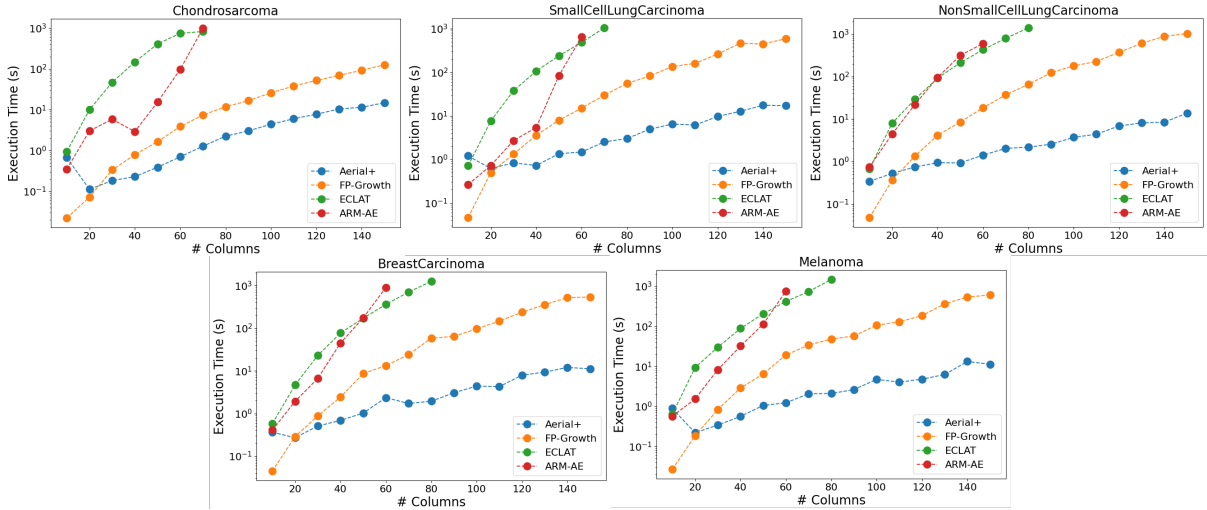 Chondrosarcoma
Execution Time (s)
10³
10²
10¹
10⁰
10⁻¹
20 40 60 80 100 120 140
# Columns
Aerial+
FP-Growth
ECLAT
ARM-AE
SmallCellLungCarcinoma
Execution Time (s)
10³
10²
10¹
10⁰
10⁻¹
20 40 60 80 100 120 140
# Columns
Aerial+
FP-Growth
ECLAT
ARM-AE
NonSmallCellLungCarcinoma
Execution Time (s)
10³
10²
10¹
10⁰
10⁻¹
20 40 60 80 100 120 140
# Columns
Aerial+
FP-Growth
ECLAT
ARM-AE
BreastCarcinoma
Execution Time (s)
10³
10²
10¹
10⁰
10⁻¹
20 40 60 80 100 120 140
# Columns
Aerial+
FP-Growth
ECLAT
ARM-AE
Melanoma
Execution Time (s)
10³
10²
10¹
10⁰
10⁻¹
20 40 60 80 100 120 140
# Columns
Aerial+
FP-Growth
ECLAT
ARM-AE